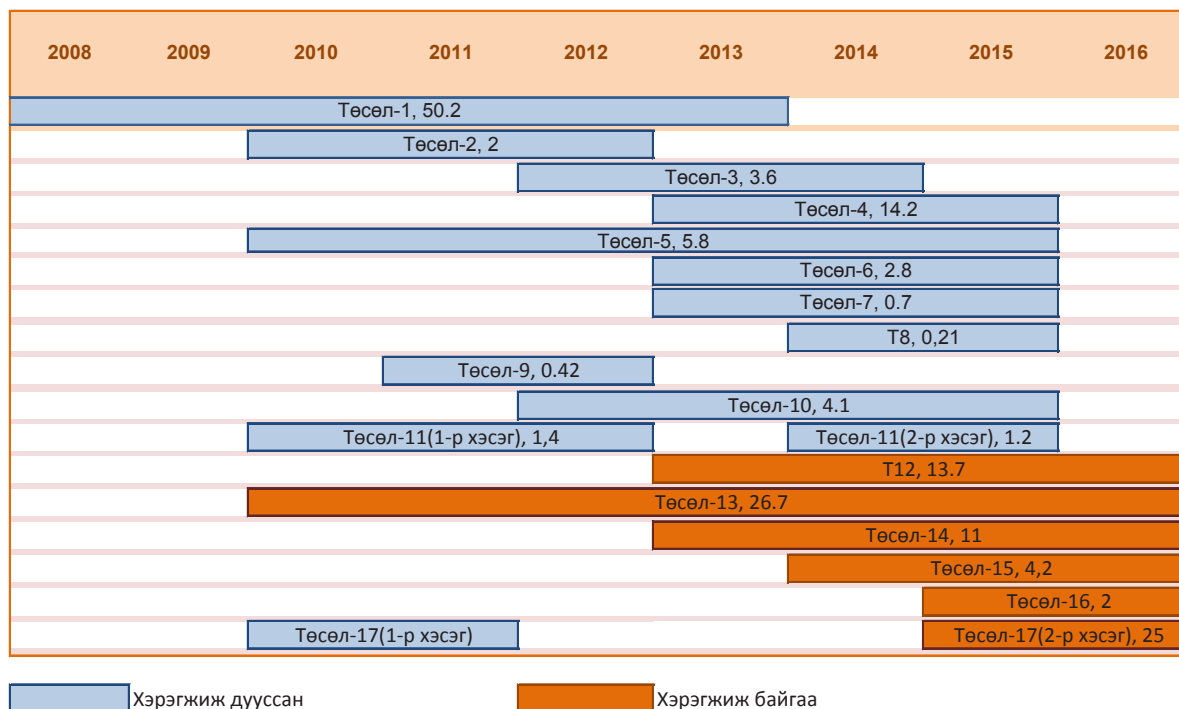 2008 2009 2010 2011 2012 2013 2014 2015 2016
Төсөл-1, 50.2
Төсөл-2, 2
Төсөл-3, 3.6
Төсөл-4, 14.2
Төсөл-5, 5.8
Төсөл-6, 2.8
Төсөл-7, 0.7
Т8, 0,21
Төсөл-9, 0.42
Төсөл-10, 4.1
Төсөл-11(1-р хэсэг), 1,4 Төсөл-11(2-р хэсэг), 1.2
Т12, 13.7
Төсөл-13, 26.7
Төсөл-14, 11
Төсөл-15, 4,2
Төсөл-16, 2
Төсөл-17(1-р хэсэг) Төсөл-17(2-р хэсэг), 25
Хэрэгжиж дууссан Хэрэгжиж байгаа